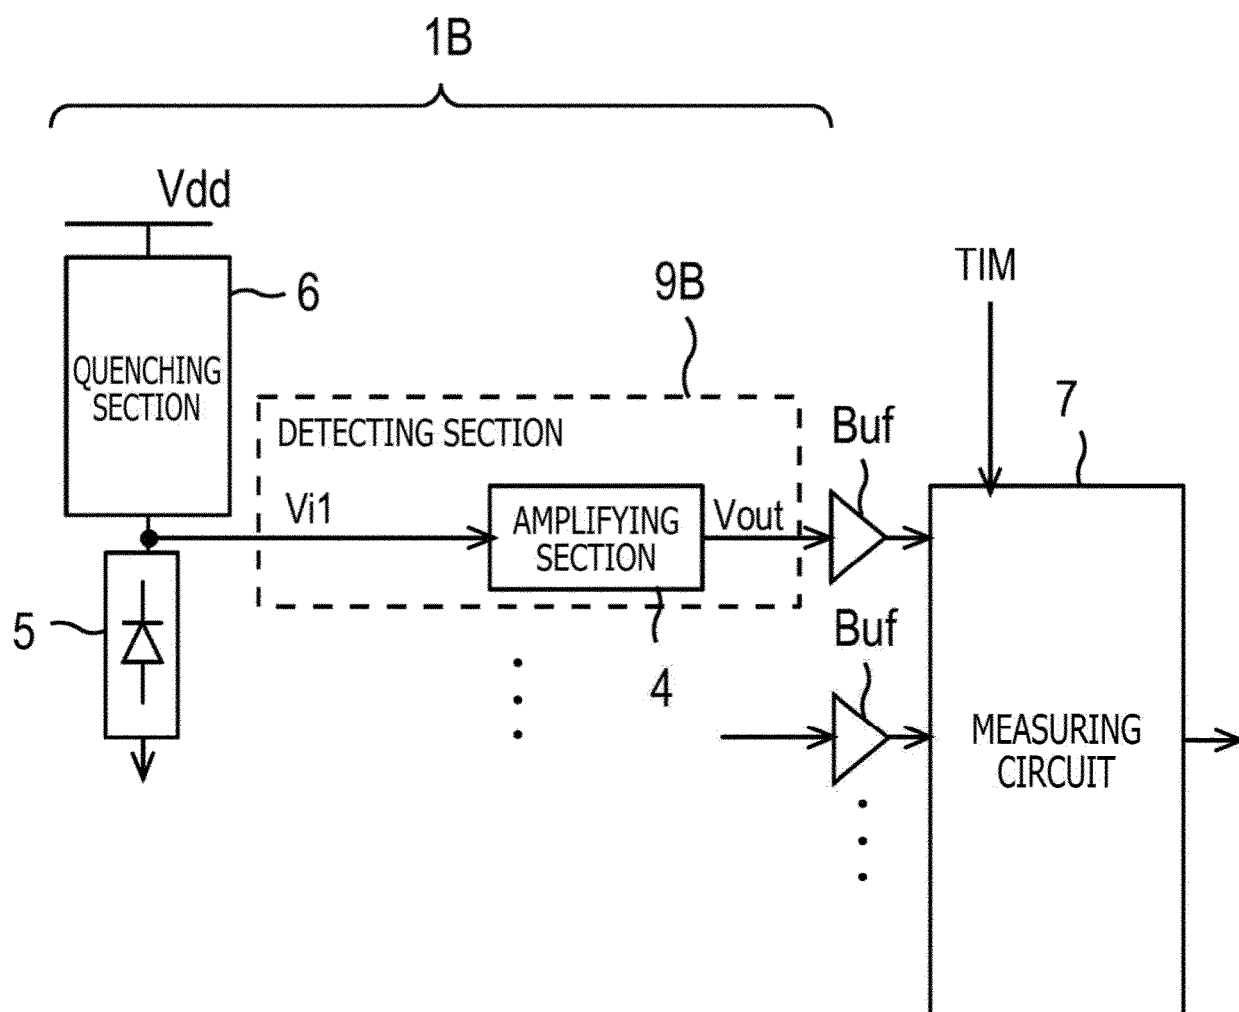 1B
Vdd
6
QUENCHING
SECTION
9B
TIM
7
DETECTING SECTION
Buf
Vi1
AMPLIFYING
SECTION
Vout
5
4
Buf
MEASURING
CIRCUIT